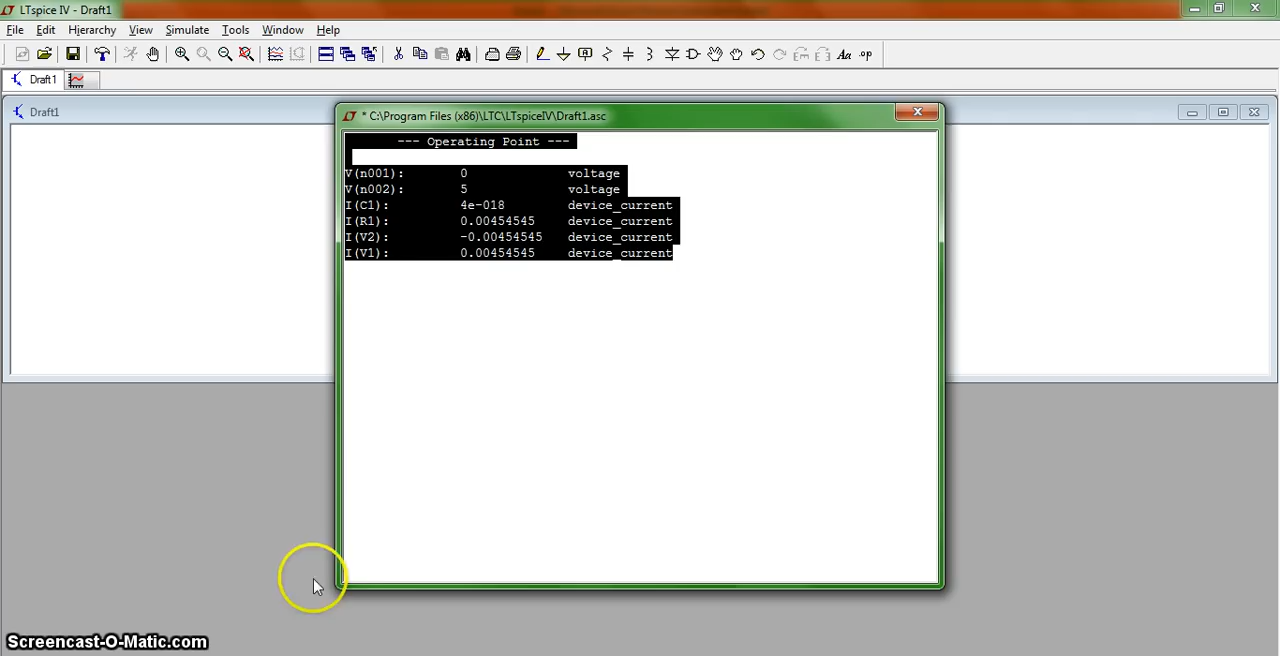 LTspice IV - Draft1
File Edit Hierarchy View Simulate Tools Window Help
Aa .op
Draft1
Draft1
* C:\Program Files (x86)\LTC\LTspiceIV\Draft1.asc
--- Operating Point ---
V(n001): 0 voltage
V(n002): 5 voltage
I(C1): 4e-018 device_current
I(R1): 0.00454545 device_current
I(V2): -0.00454545 device_current
I(V1): 0.00454545 device_current
Screencast-O-Matic.com